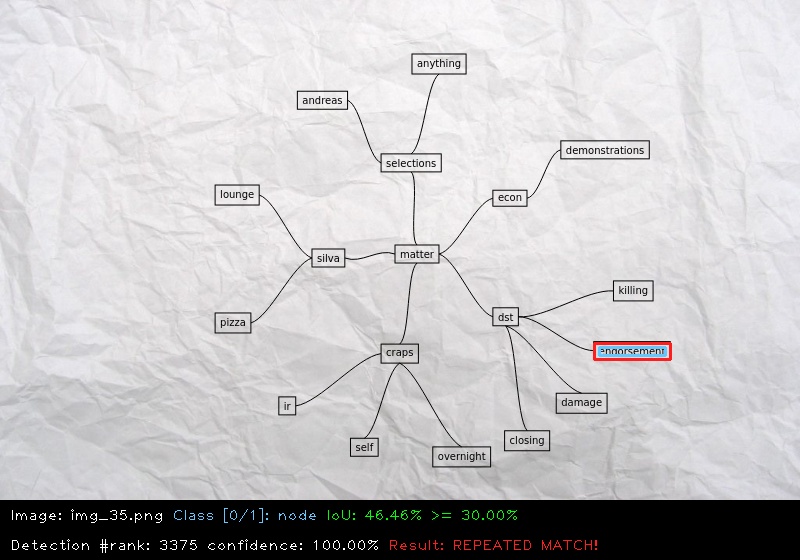 anything
andreas
selections
demonstrations
lounge
econ
silva
matter
killing
pizza
dst
craps
endorsement
ir
damage
self
closing
overnight
Image: img_35.png Class [0/1]: node IoU: 46.46% >= 30.00%
Detection #rank: 3375 confidence: 100.00% Result: REPEATED MATCH!